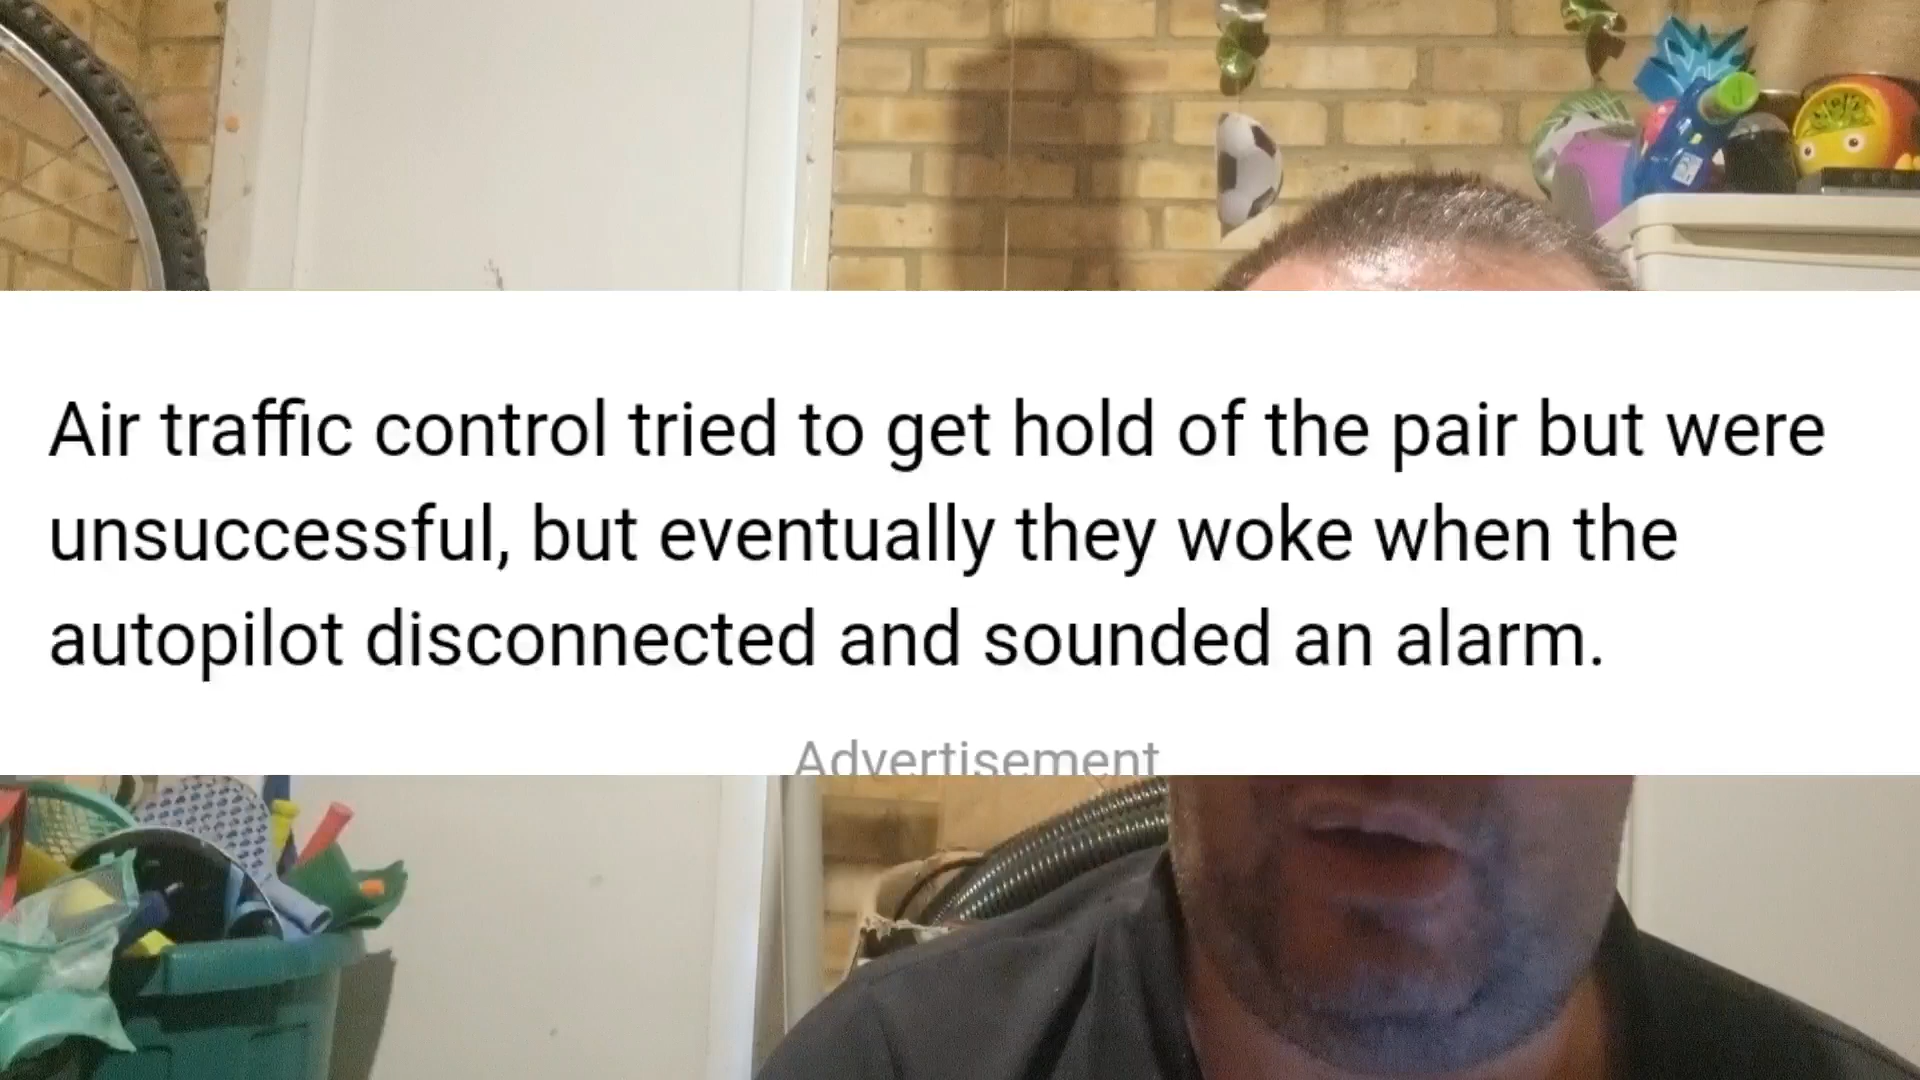 Air traffic control tried to get hold of the pair but were
unsuccessful, but eventually they woke when the
autopilot disconnected and sounded an alarm.
Advertisement